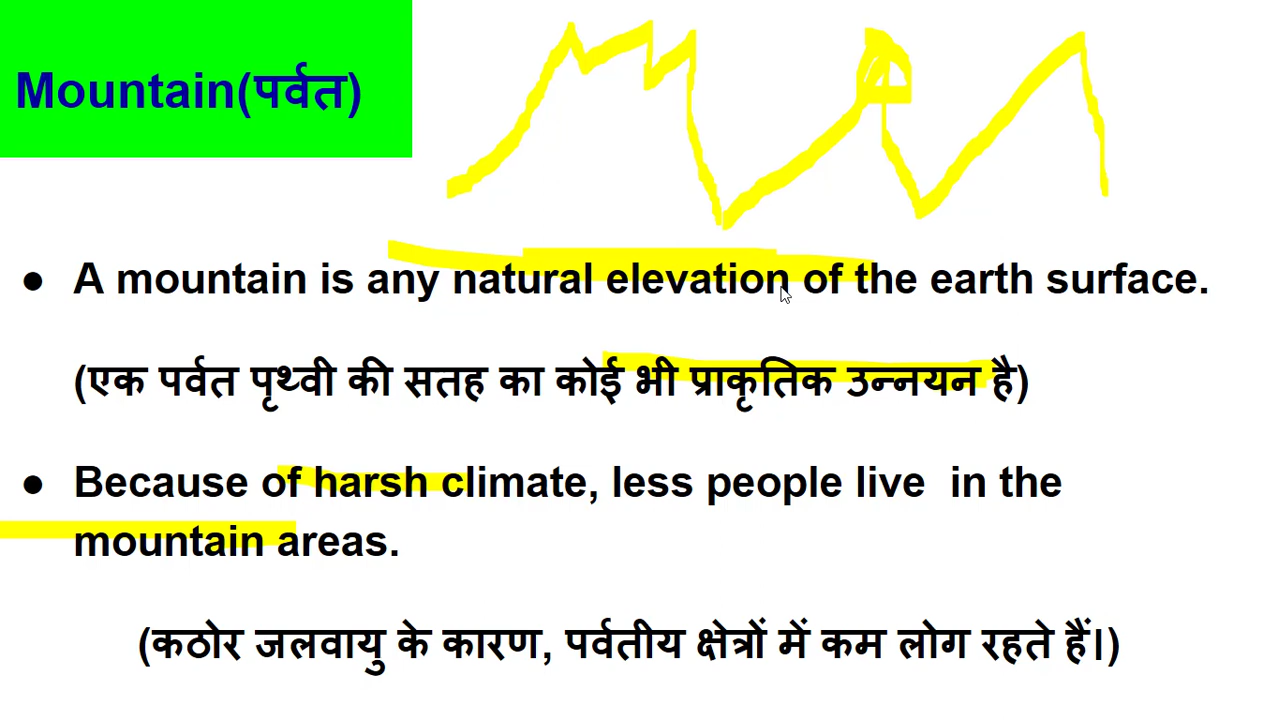 Mountain(पर्वत)
● A mountain is any natural elevation of the earth surface.
(एक पर्वत पृथ्वी की सतह का कोई भी प्राकृतिक उन्नयन है)
● Because of harsh climate, less people live  in the
mountain areas.
(कठोर जलवायु के कारण, पर्वतीय क्षेत्रों में कम लोग रहते हैं।)